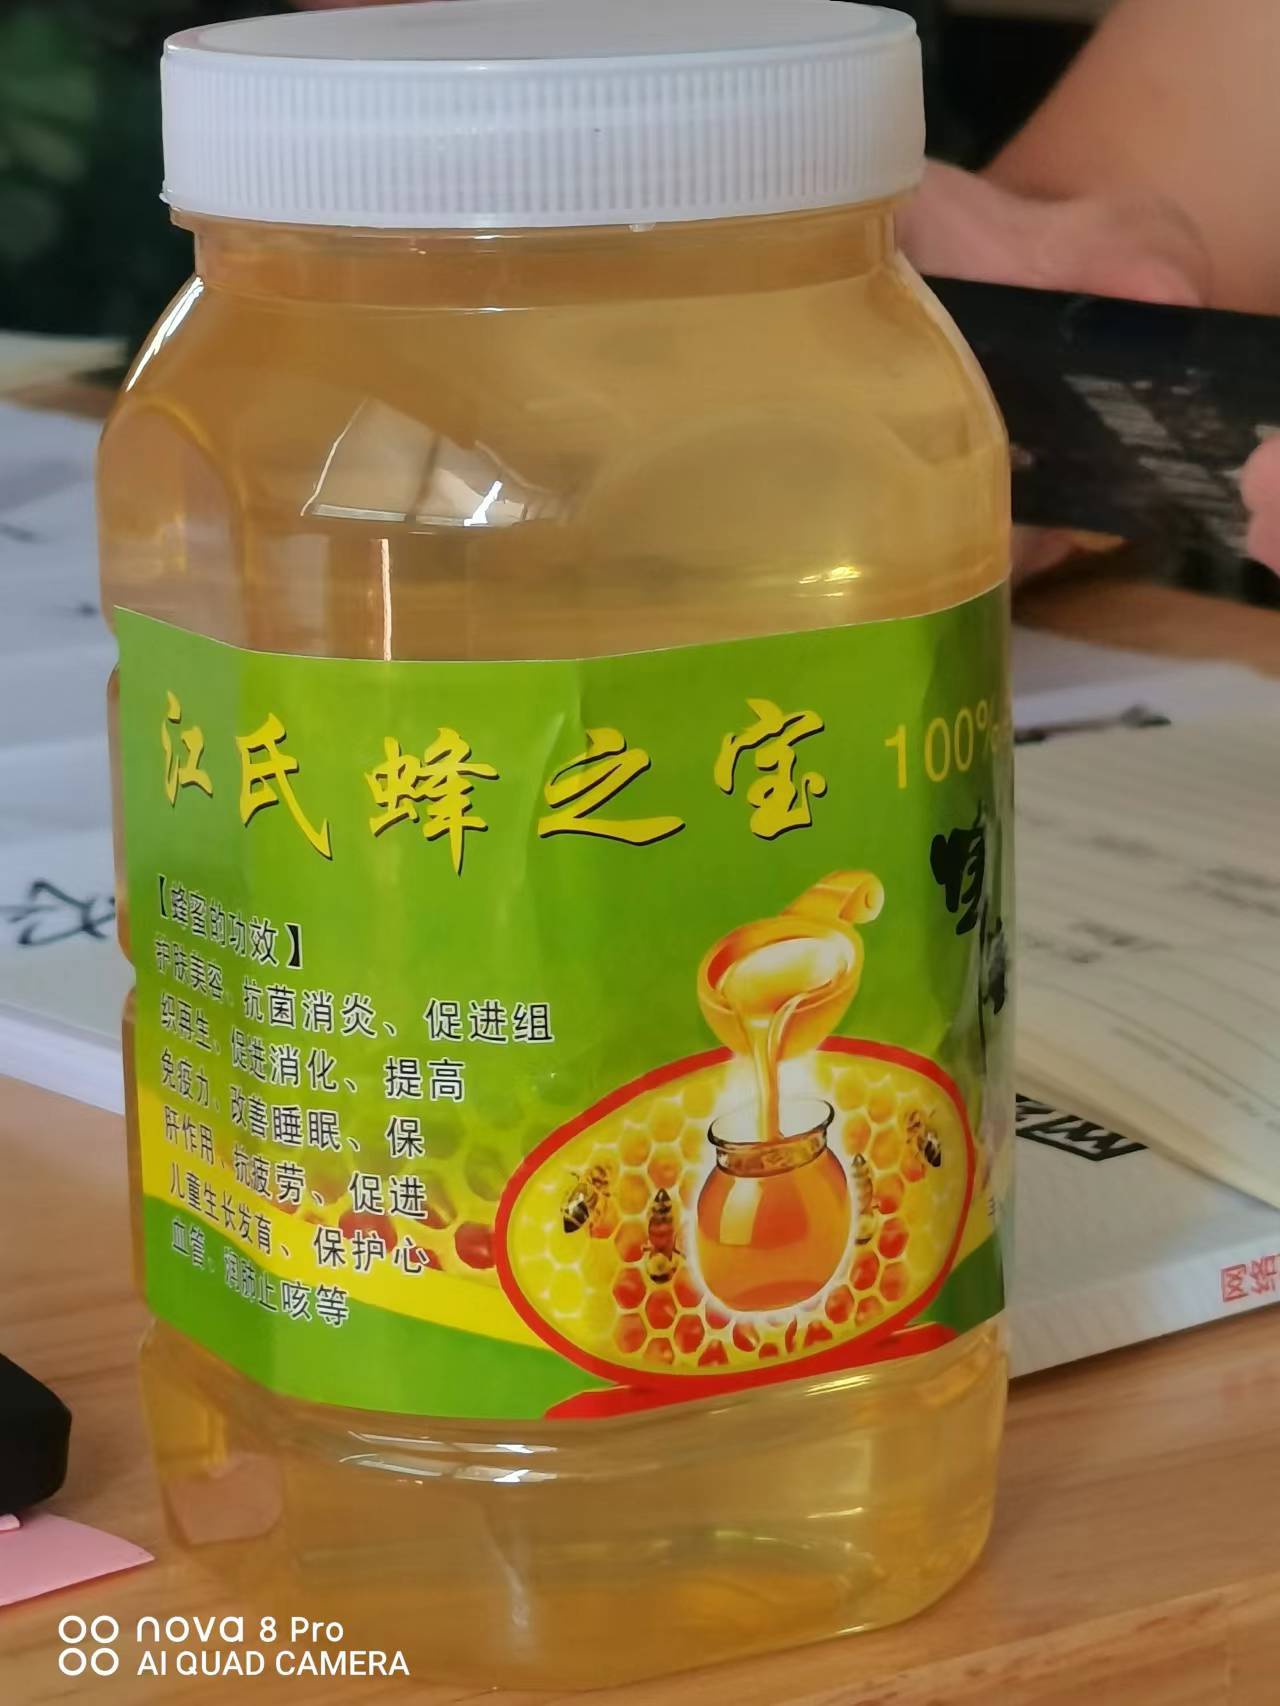 江氏蜂之宝
100%
【蜂蜜的功效】
护肤美容、抗菌消炎、促进组
织再生、促进消化、提高
免疫力、改善睡眠、保
肝作用、抗疲劳、促进
儿童生长发育、保护心
血管、润肺止咳等
网络
nova 8 Pro
AI QUAD CAMERA